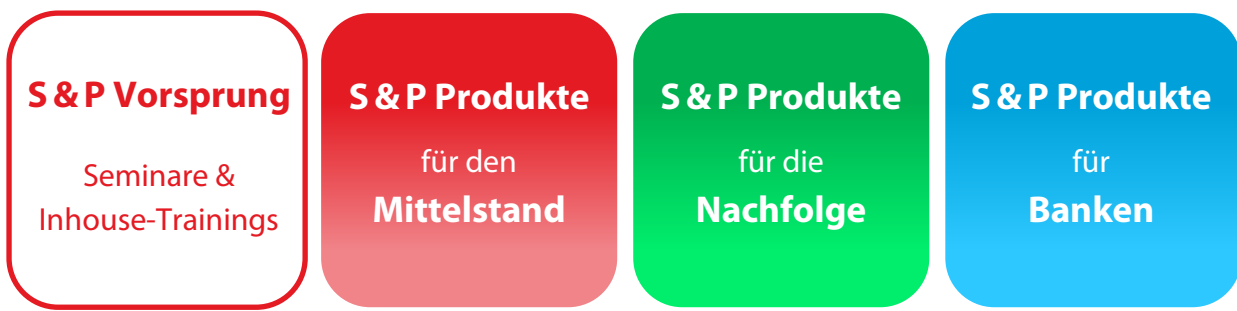 S & P Vorsprung
Seminare &
Inhouse-Trainings
S & P Produkte
für den
Mittelstand
S & P Produkte
für die
Nachfolge
S & P Produkte
für
Banken